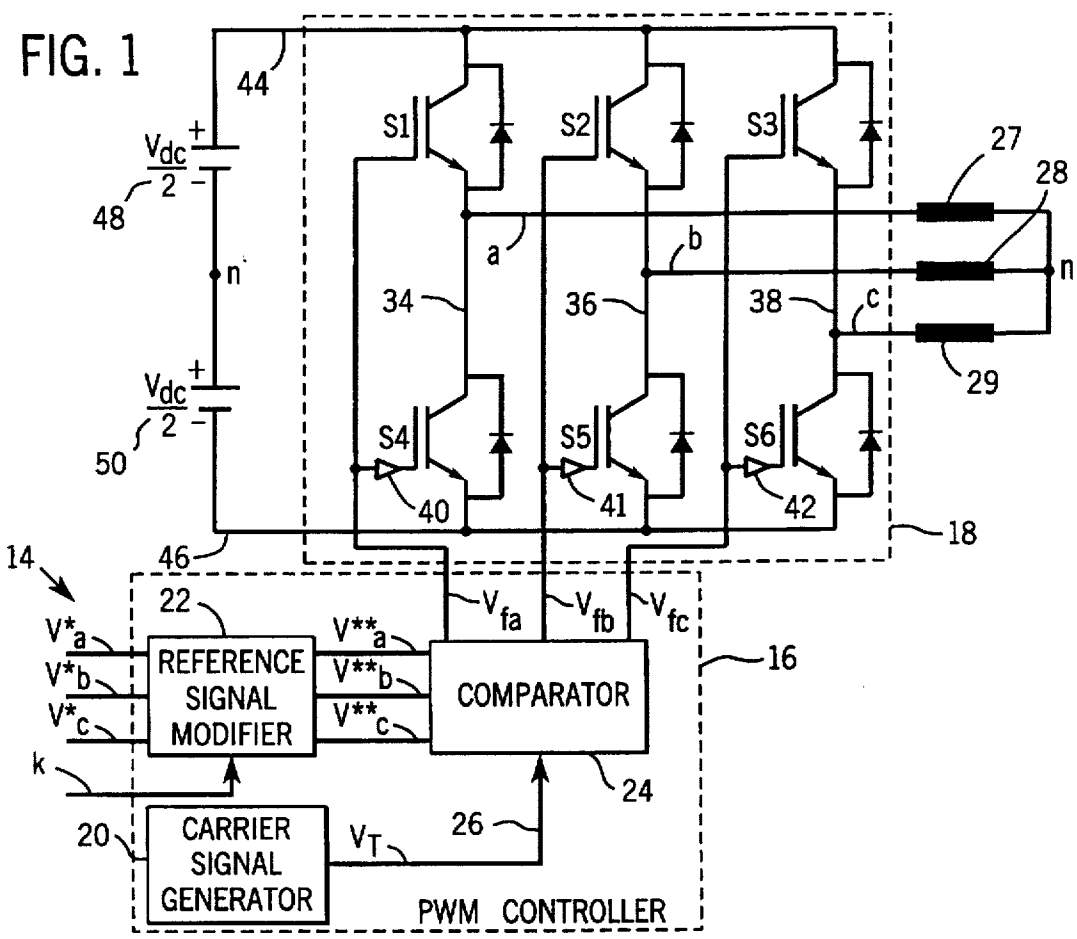 FIG. 1
44
S1
S2
S3
27
28
Vdc
2
+
-
48
a
b
n
n
34
36
38
c
29
Vdc
2
+
-
50
S4
S5
S6
40
41
42
46
18
14
22
Vfa
Vfb
Vfc
16
V*a
V*b
V*c
REFERENCE
SIGNAL
MODIFIER
V**a
V**b
V**c
COMPARATOR
k
24
20
CARRIER
SIGNAL
GENERATOR
VT
26
PWM CONTROLLER